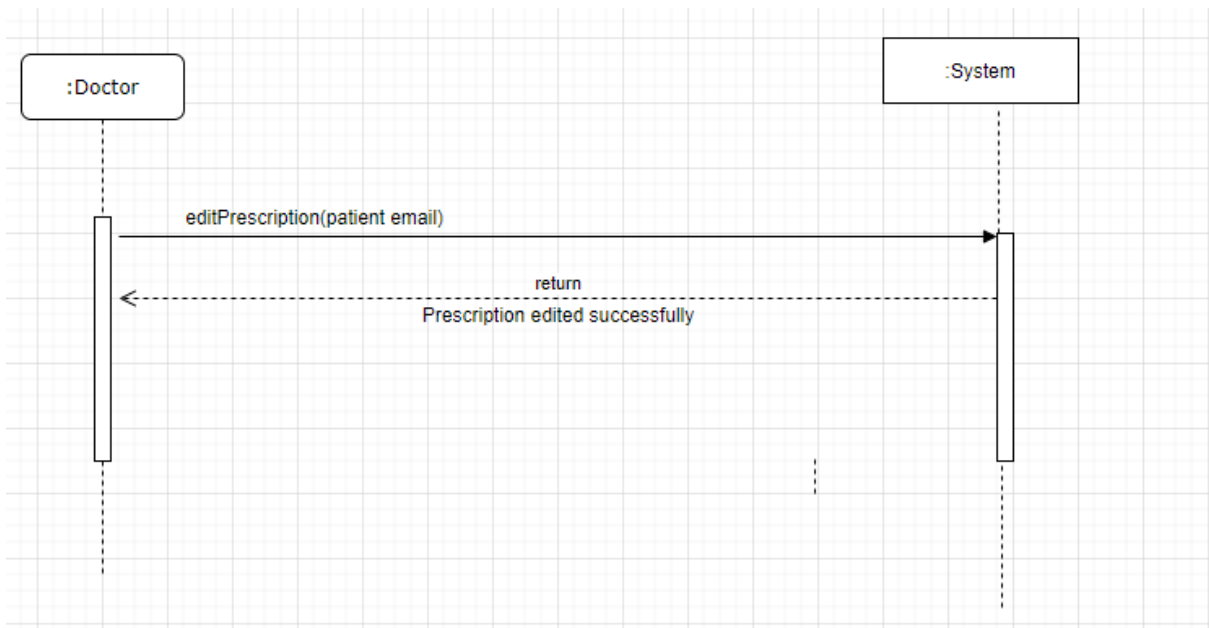 :Doctor
:System
editPrescription(patient email)
return
Prescription edited successfully